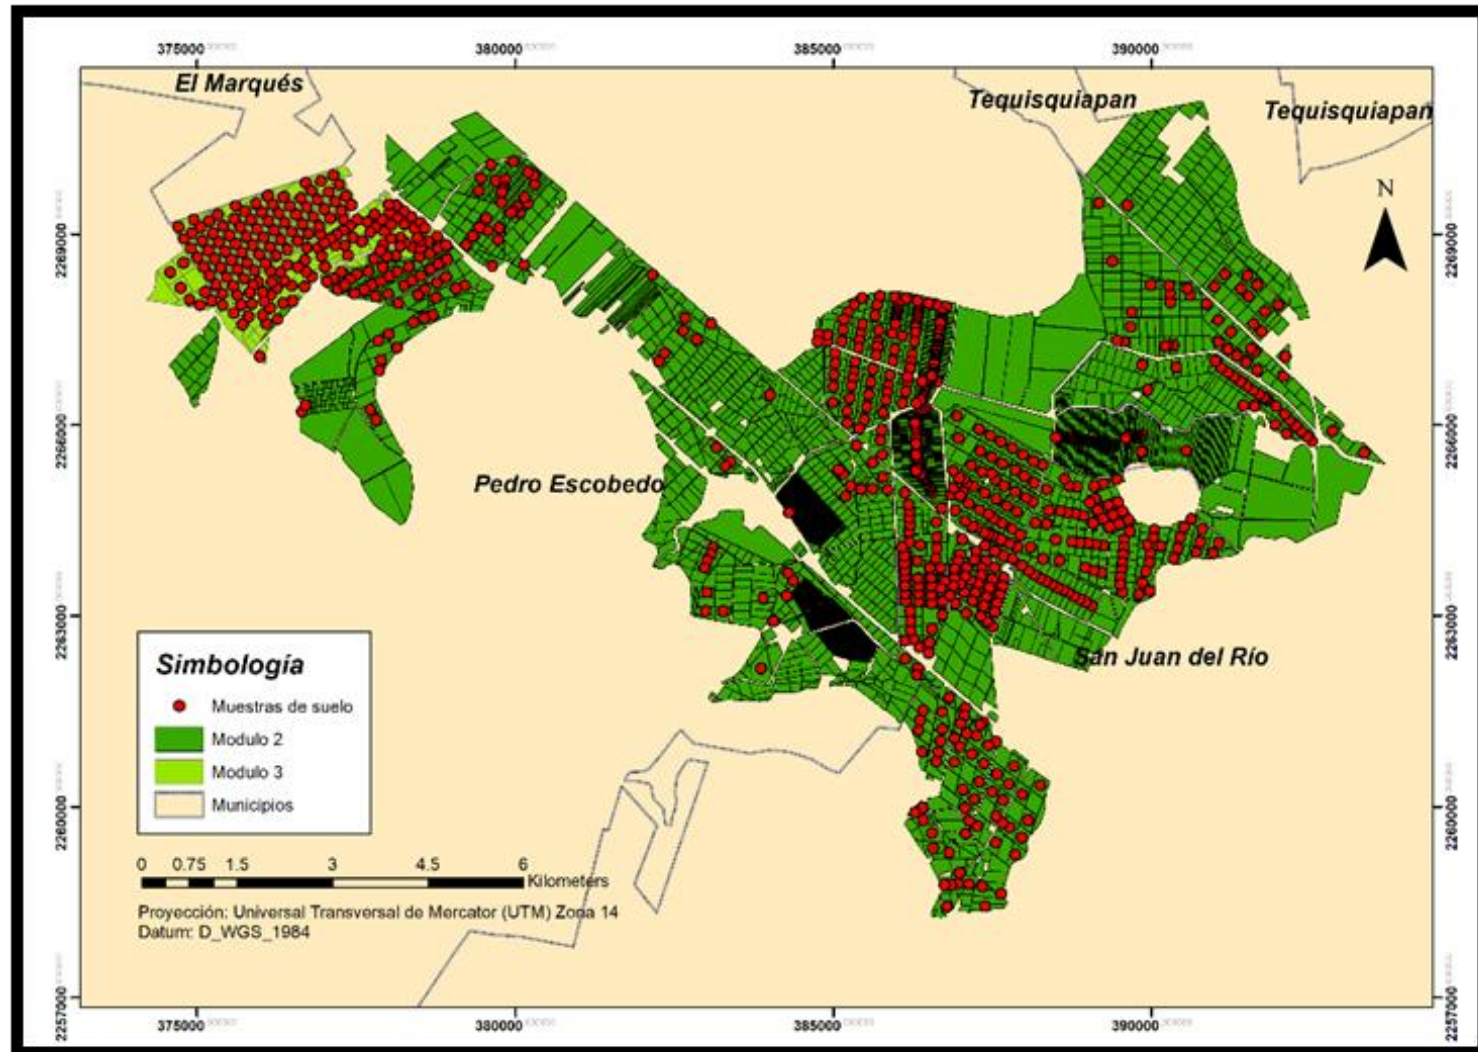 375000 380000 385000 390000
El Marqués
Tequisquiapan
Tequisquiapan
N
2269000 2269000
2266000 2266000
Pedro Escobedo
2263000 2263000
San Juan del Río
Simbología
Muestras de suelo
Modulo 2
Modulo 3
Municipios
2260000 2260000
0 0.75 1.5 3 4.5 6
Kilometers
Proyección: Universal Transversal de Mercator (UTM) Zona 14
Datum: D_WGS_1984
2257000 2257000
375000 380000 385000 390000